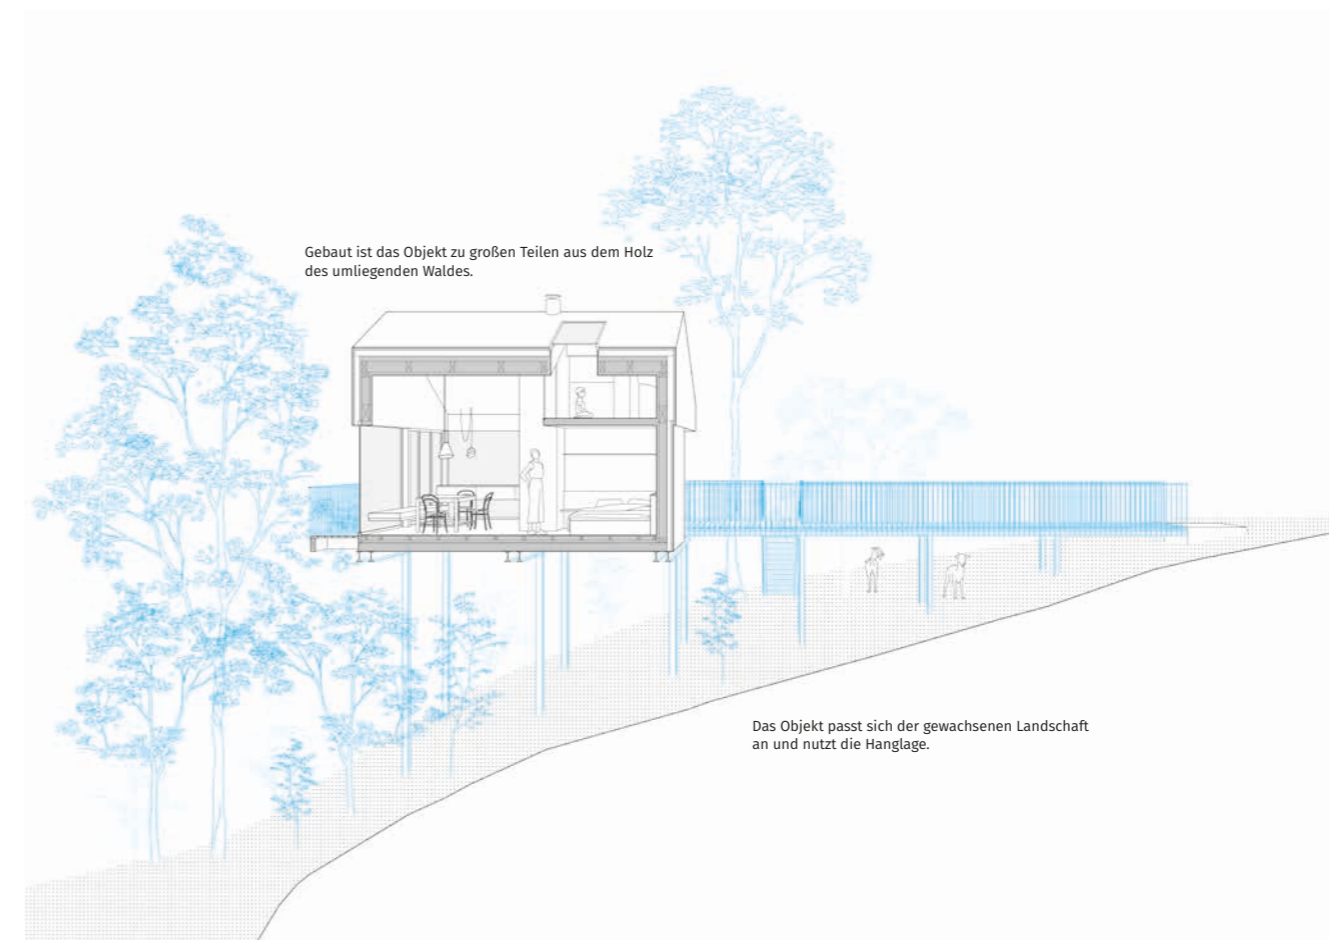 Gebaut ist das Objekt zu großen Teilen aus dem Holz
des umliegenden Waldes.
Das Objekt passt sich der gewachsenen Landschaft
an und nutzt die Hanglage.